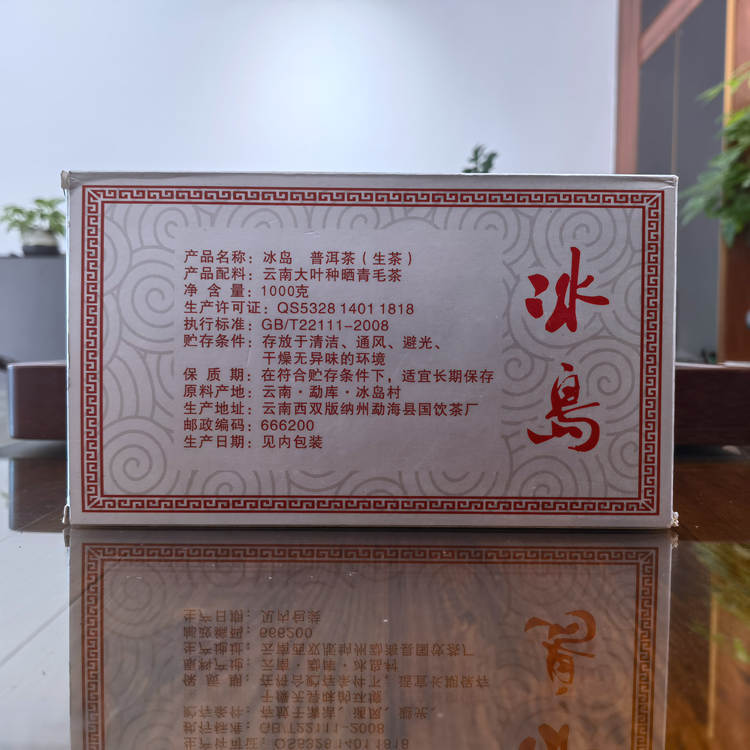 产品名称：冰岛　普洱茶（生茶）
产品配料：云南大叶种晒青毛茶
净 含 量：1000克
生产许可证：QS5328 1401 1818
执行标准：GB/T22111-2008
贮存条件：存放于清洁、通风、避光、
干燥无异味的环境
保 质 期：在符合贮存条件下，适宜长期保存
原料产地：云南·勐库·冰岛村
生产地址：云南西双版纳州勐海县国饮茶厂
邮政编码：666200
生产日期：见内包装
冰岛